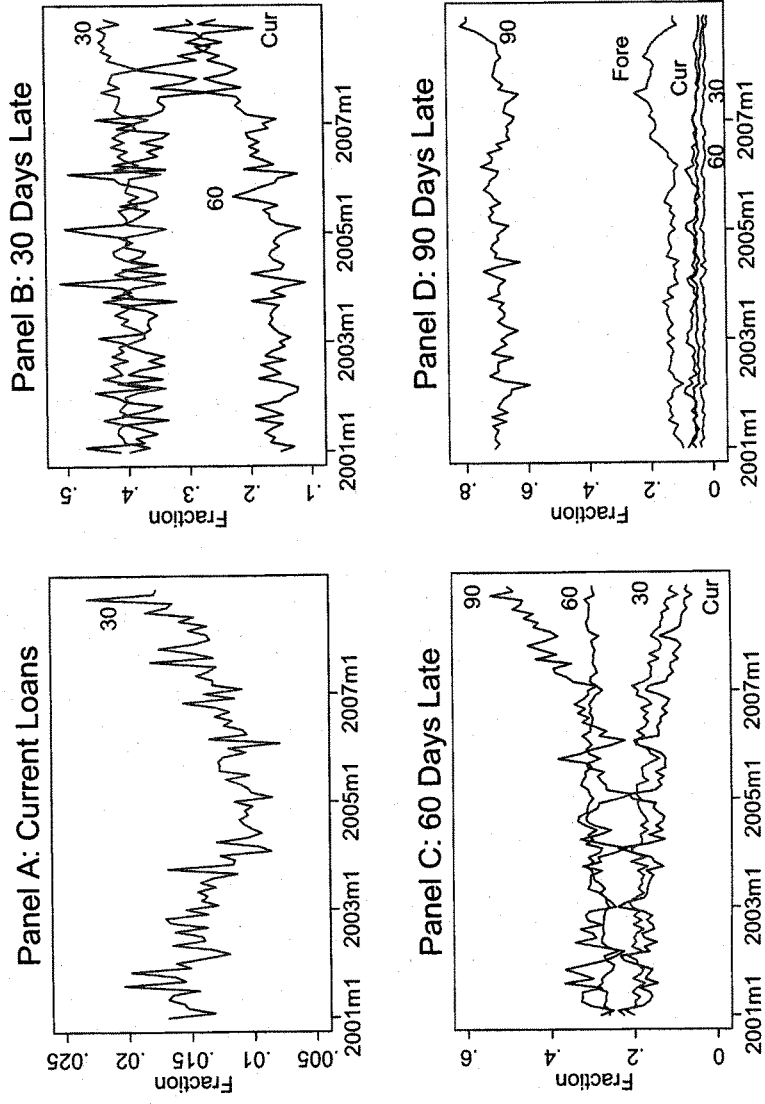 Panel A: Current Loans
Fraction
.025
.02
.015
.01
.005
30
2001m1 2003m1 2005m1 2007m1
Panel B: 30 Days Late
Fraction
.5
.4
.3
.2
.1
30
60
Cur
2001m1 2003m1 2005m1 2007m1
Panel C: 60 Days Late
Fraction
.6
.4
.2
0
90
60
30
Cur
2001m1 2003m1 2005m1 2007m1
Panel D: 90 Days Late
Fraction
.8
.6
.4
.2
0
90
Fore
Cur
60
30
2001m1 2003m1 2005m1 2007m1